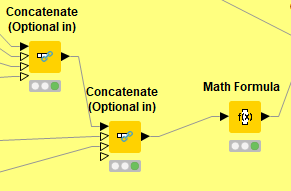 Concatenate
(Optional in)
Concatenate
(Optional in)
Math Formula
f(x)